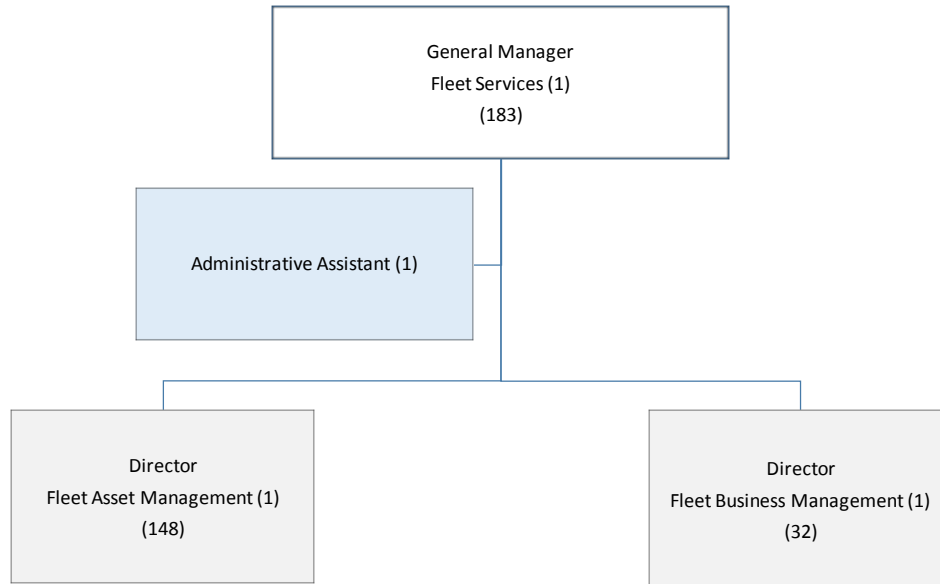 General Manager
Fleet Services (1)
(183)
Administrative Assistant (1)
Director
Fleet Asset Management (1)
(148)
Director
Fleet Business Management (1)
(32)